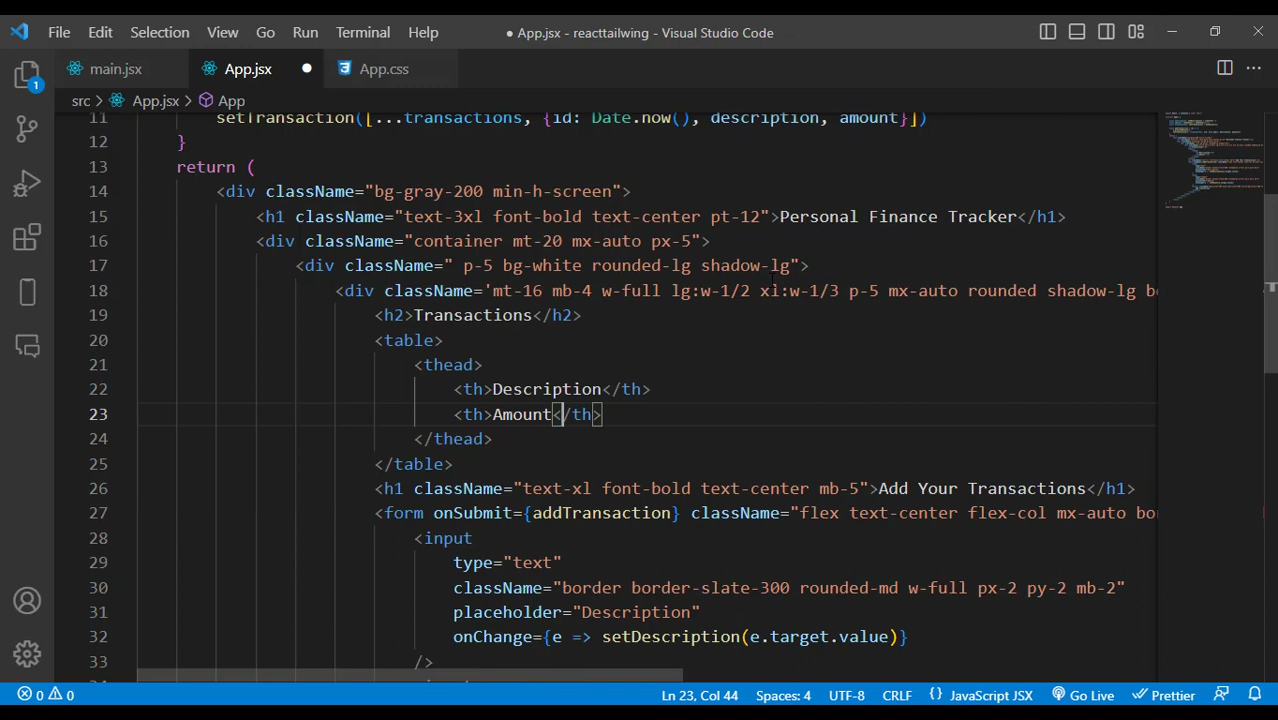 File Edit Selection View Go Run Terminal Help ● App.jsx - reacttailwing - Visual Studio Code
main.jsx App.jsx ● App.css
src > App.jsx > App
11 setTransaction([...transactions, {id: Date.now(), description, amount}])
12 }
13 return (
14 <div className="bg-gray-200 min-h-screen">
15 <h1 className="text-3xl font-bold text-center pt-12">Personal Finance Tracker</h1>
16 <div className="container mt-20 mx-auto px-5">
17 <div className=" p-5 bg-white rounded-lg shadow-lg">
18 <div className='mt-16 mb-4 w-full lg:w-1/2 xl:w-1/3 p-5 mx-auto rounded shadow-lg bo
19 <h2>Transactions</h2>
20 <table>
21 <thead>
22 <th>Description</th>
23 <th>Amount</th>
24 </thead>
25 </table>
26 <h1 className="text-xl font-bold text-center mb-5">Add Your Transactions</h1>
27 <form onSubmit={addTransaction} className="flex text-center flex-col mx-auto bor
28 <input
29 type="text"
30 className="border border-slate-300 rounded-md w-full px-2 py-2 mb-2"
31 placeholder="Description"
32 onChange={e => setDescription(e.target.value)}
33 />
1
0 0 Ln 23, Col 44 Spaces: 4 UTF-8 CRLF {} JavaScript JSX Go Live Prettier